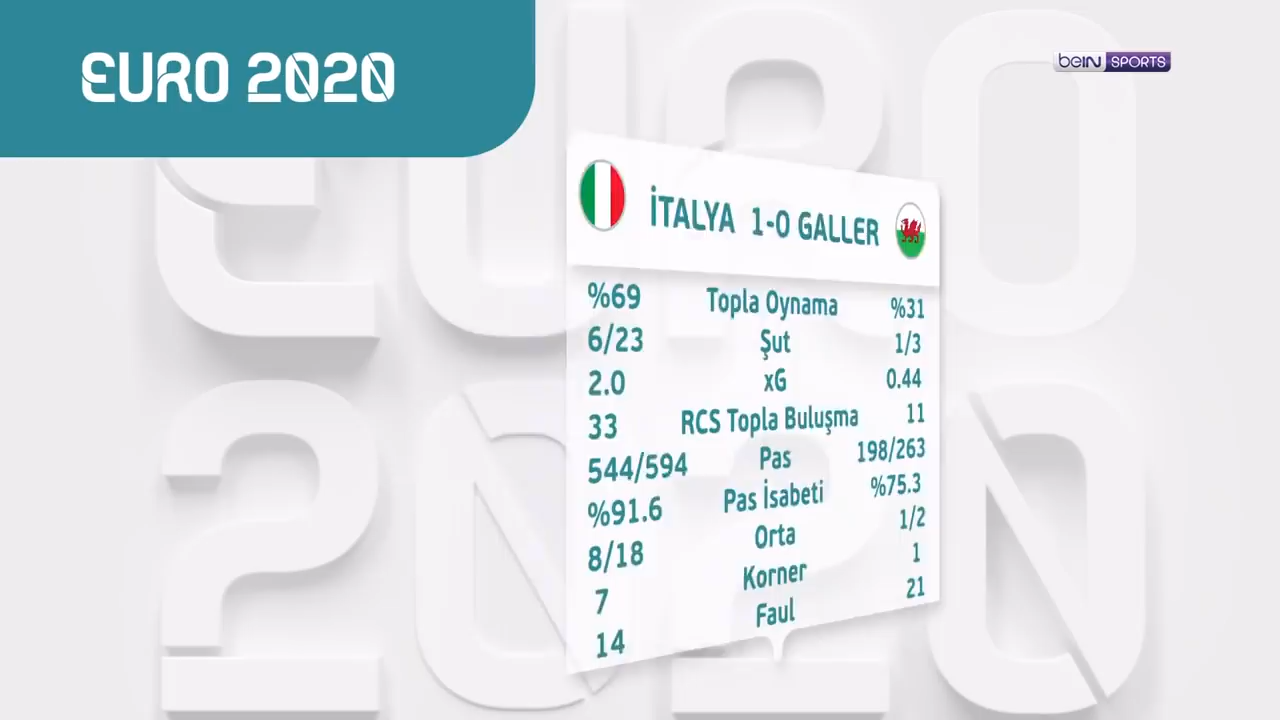 EURO 2020
beIN SPORTS
İTALYA 1-0 GALLER
%69 Topla Oynama %31
6/23 Şut 1/3
2.0 xG 0.44
33 RCS Topla Buluşma 11
544/594 Pas 198/263
%91.6 Pas İsabeti %75.3
8/18 Orta 1/2
7 Korner 1
14 Faul 21